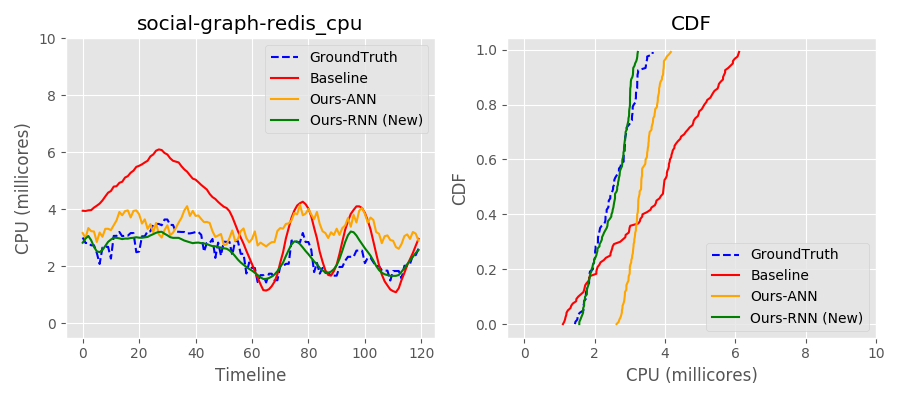 social-graph-redis_cpu
CPU (millicores)
10
8
6
4
2
0
GroundTruth
Baseline
Ours-ANN
Ours-RNN (New)
0 20 40 60 80 100 120
Timeline
CDF
CDF
1.0
0.8
0.6
0.4
0.2
0.0
GroundTruth
Baseline
Ours-ANN
Ours-RNN (New)
0 2 4 6 8 10
CPU (millicores)